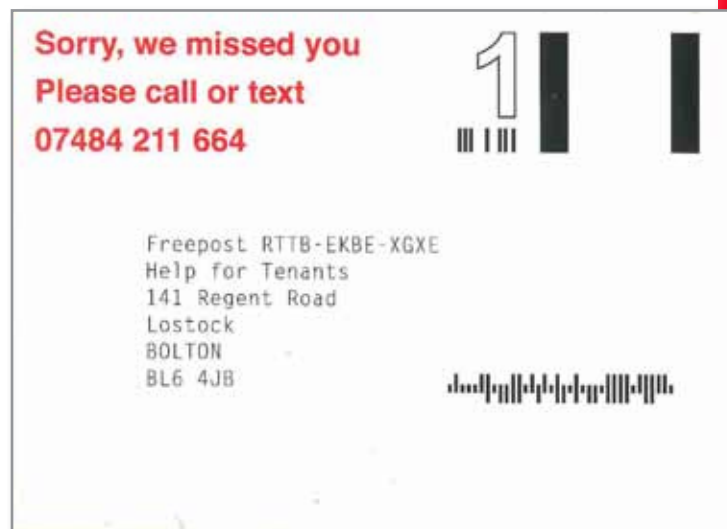 Sorry, we missed you
Please call or text
07484 211 664
1
Freepost RTTB-EKBE-XGXE
Help for Tenants
141 Regent Road
Lostock
BOLTON
BL6 4JB